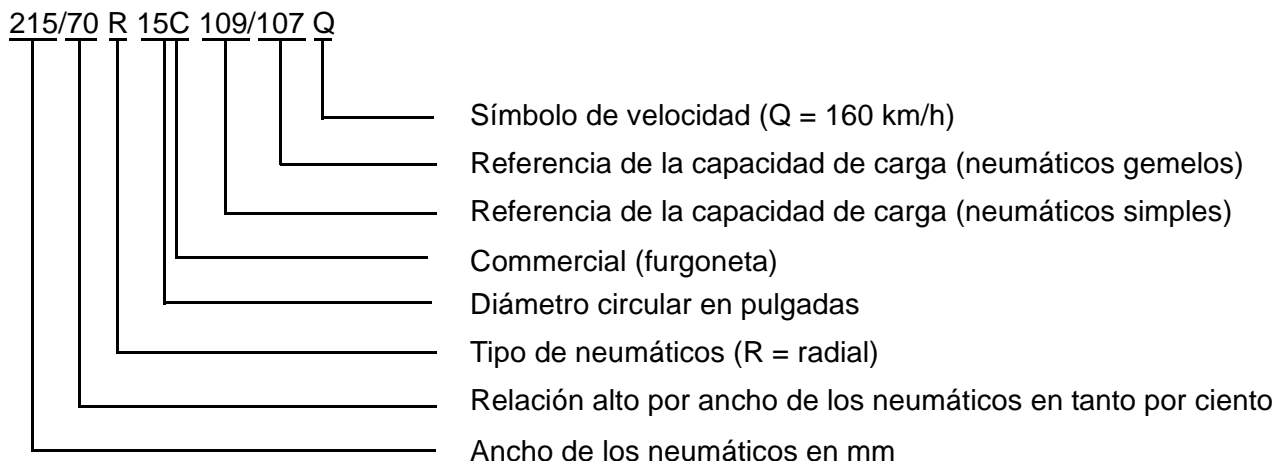 215/70 R 15C 109/107 Q
Símbolo de velocidad (Q = 160 km/h)
Referencia de la capacidad de carga (neumáticos gemelos)
Referencia de la capacidad de carga (neumáticos simples)
Commercial (furgoneta)
Diámetro circular en pulgadas
Tipo de neumáticos (R = radial)
Relación alto por ancho de los neumáticos en tanto por ciento
Ancho de los neumáticos en mm